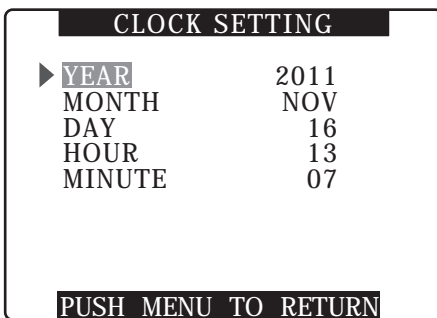 CLOCK SETTING
YEAR 2011
MONTH NOV
DAY 16
HOUR 13
MINUTE 07
PUSH MENU TO RETURN